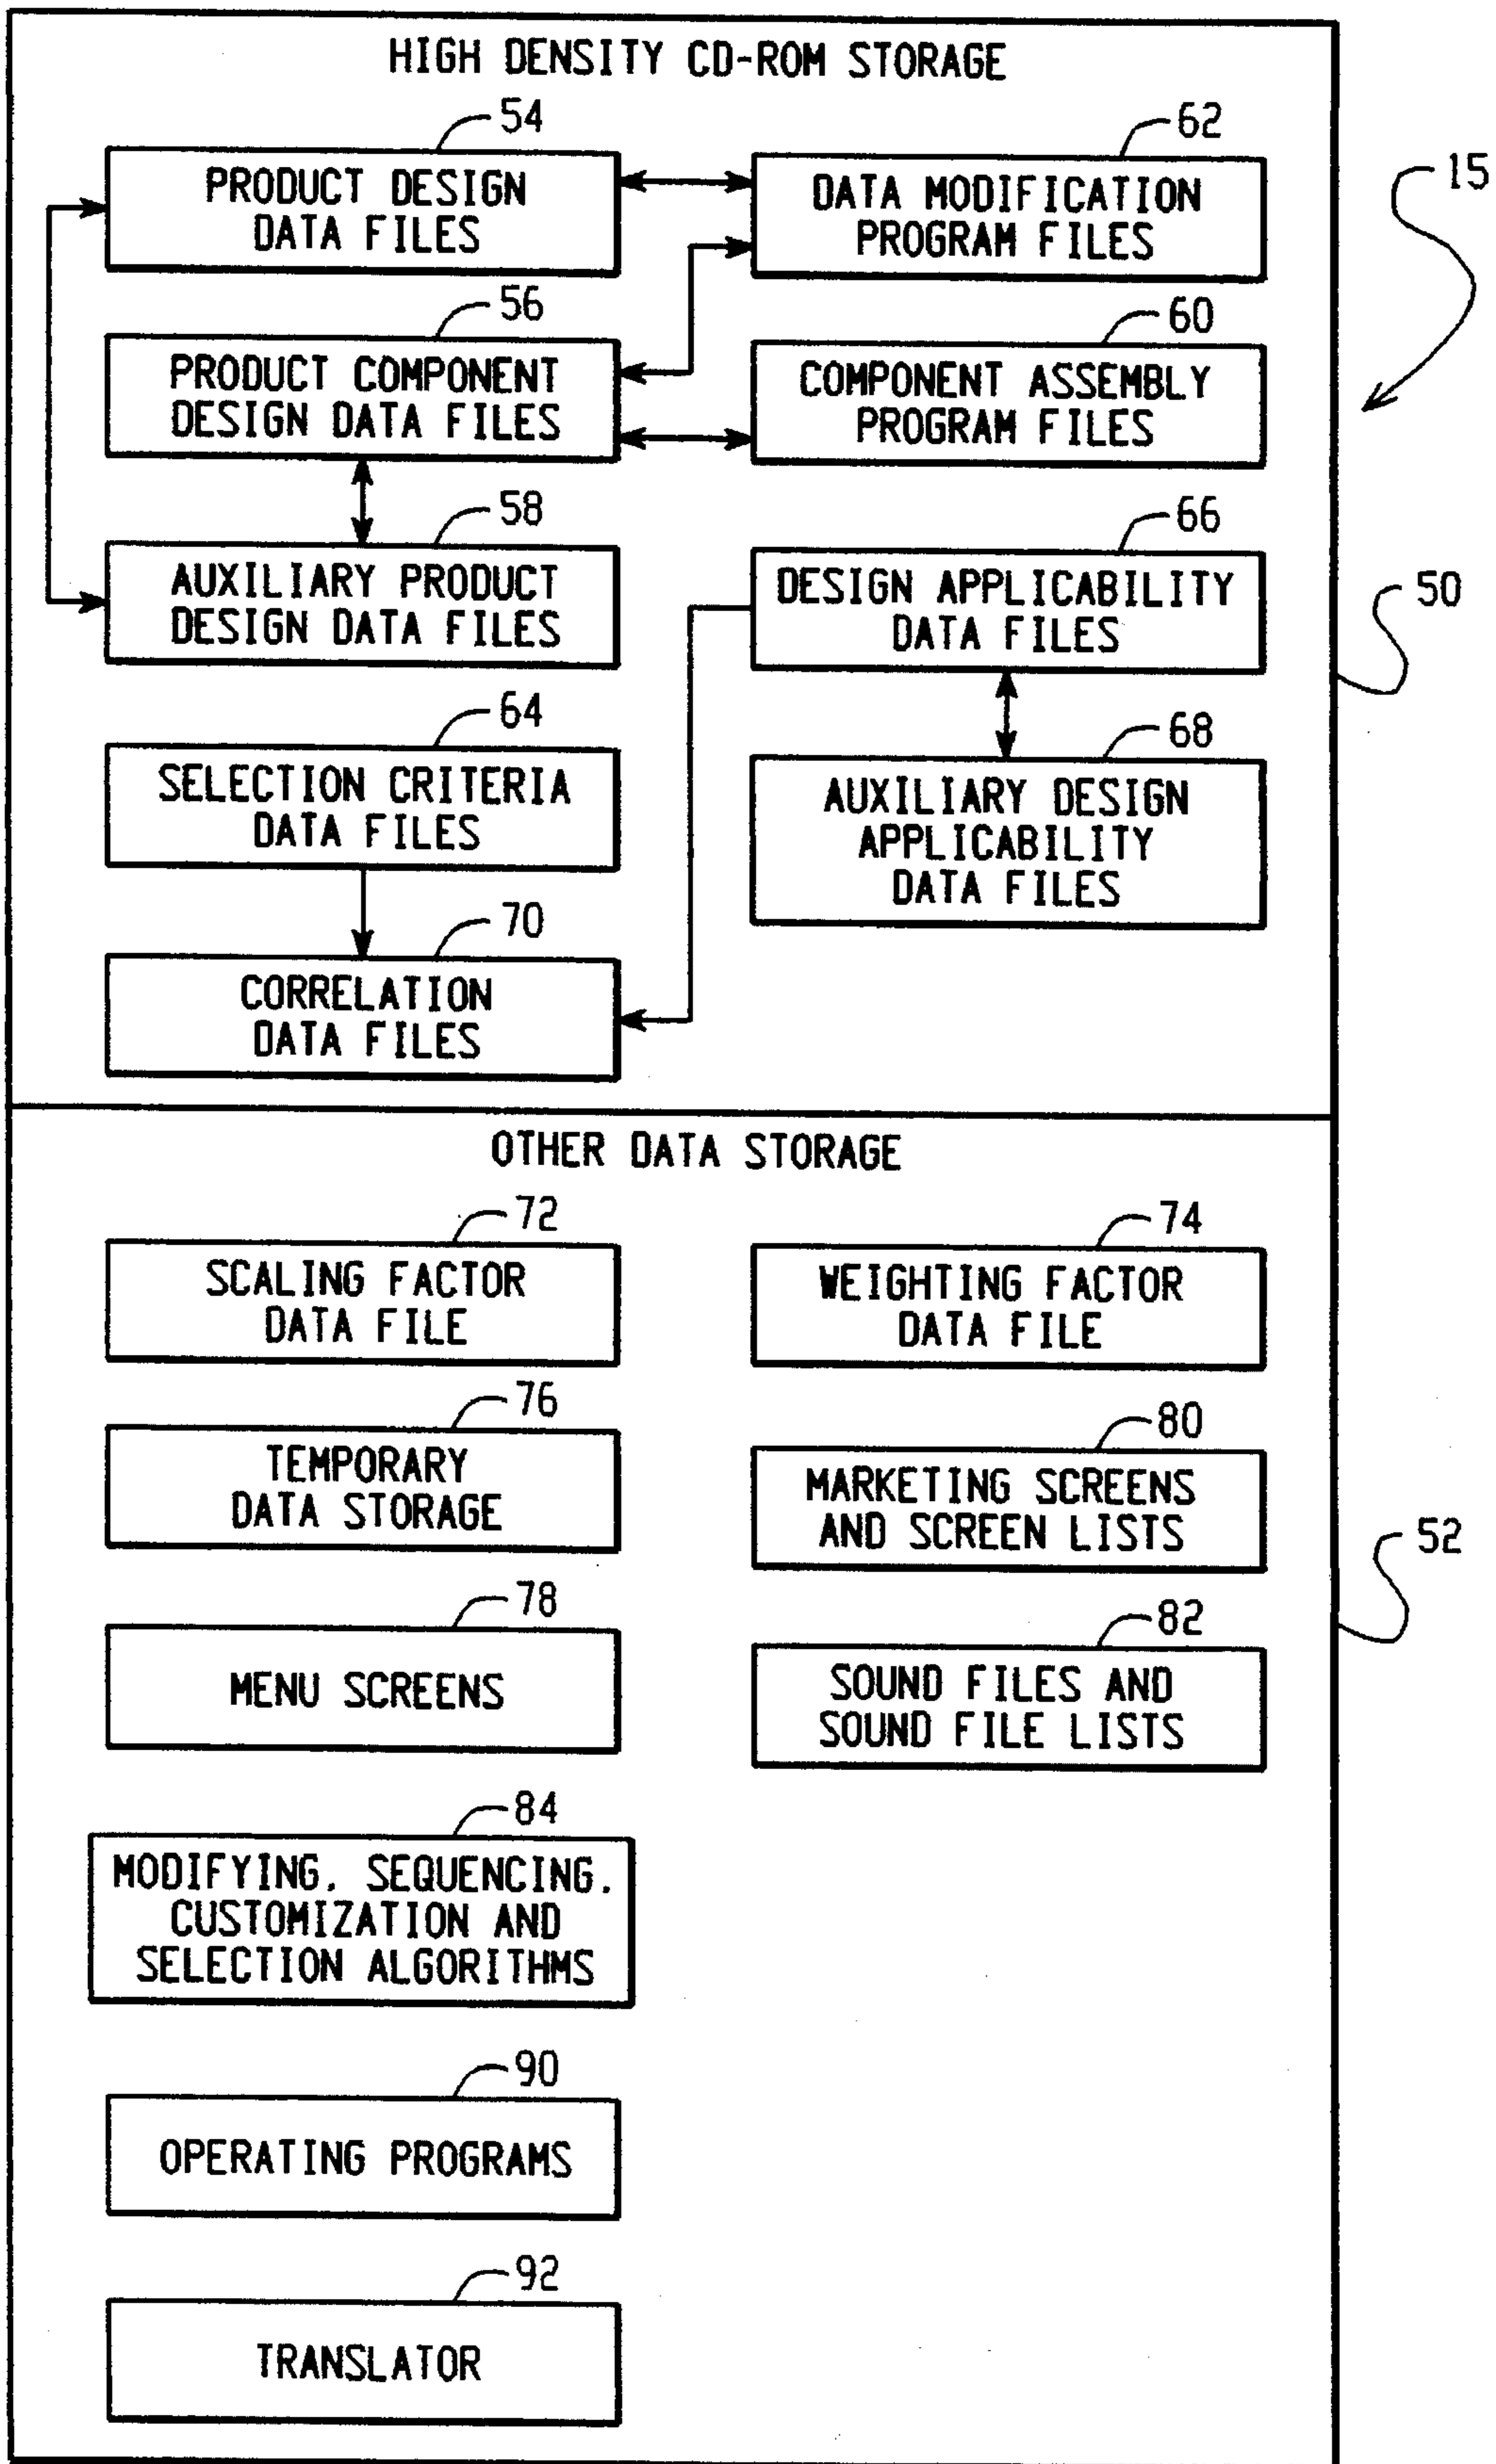 HIGH DENSITY CD-ROM STORAGE
54
PRODUCT DESIGN
DATA FILES
62
DATA MODIFICATION
PROGRAM FILES
15
56
PRODUCT COMPONENT
DESIGN DATA FILES
60
COMPONENT ASSEMBLY
PROGRAM FILES
58
AUXILIARY PRODUCT
DESIGN DATA FILES
66
DESIGN APPLICABILITY
DATA FILES
50
64
SELECTION CRITERIA
DATA FILES
68
AUXILIARY DESIGN
APPLICABILITY
DATA FILES
70
CORRELATION
DATA FILES
OTHER DATA STORAGE
72
SCALING FACTOR
DATA FILE
74
WEIGHTING FACTOR
DATA FILE
76
TEMPORARY
DATA STORAGE
80
MARKETING SCREENS
AND SCREEN LISTS
52
78
MENU SCREENS
82
SOUND FILES AND
SOUND FILE LISTS
84
MODIFYING, SEQUENCING,
CUSTOMIZATION AND
SELECTION ALGORITHMS
90
OPERATING PROGRAMS
92
TRANSLATOR